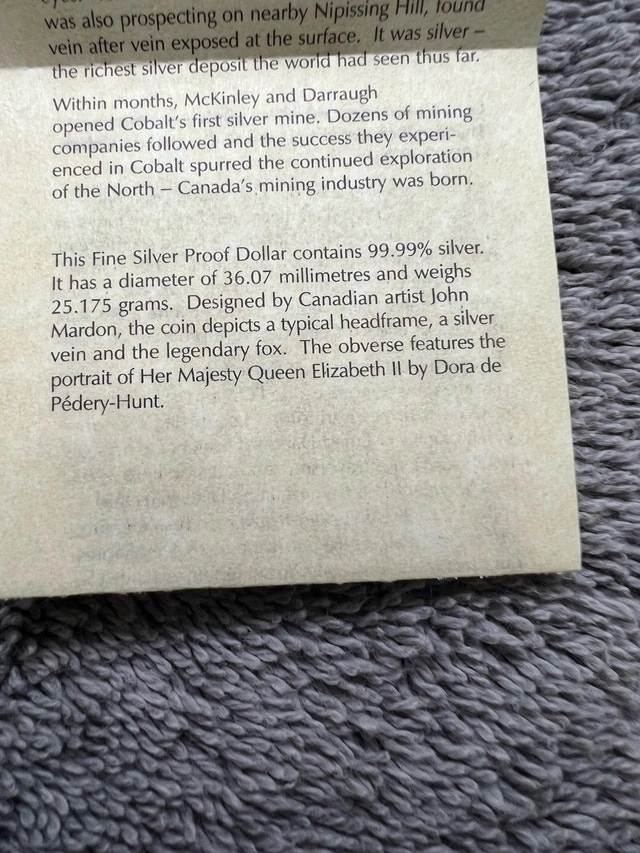 was also prospecting on nearby Nipissing Hill, found
vein after vein exposed at the surface.  It was silver –
the richest silver deposit the world had seen thus far.
Within months, McKinley and Darraugh
opened Cobalt's first silver mine. Dozens of mining
companies followed and the success they experi-
enced in Cobalt spurred the continued exploration
of the North – Canada's mining industry was born.
This Fine Silver Proof Dollar contains 99.99% silver.
It has a diameter of 36.07 millimetres and weighs
25.175 grams.  Designed by Canadian artist John
Mardon, the coin depicts a typical headframe, a silver
vein and the legendary fox.  The obverse features the
portrait of Her Majesty Queen Elizabeth II by Dora de
Pédery-Hunt.